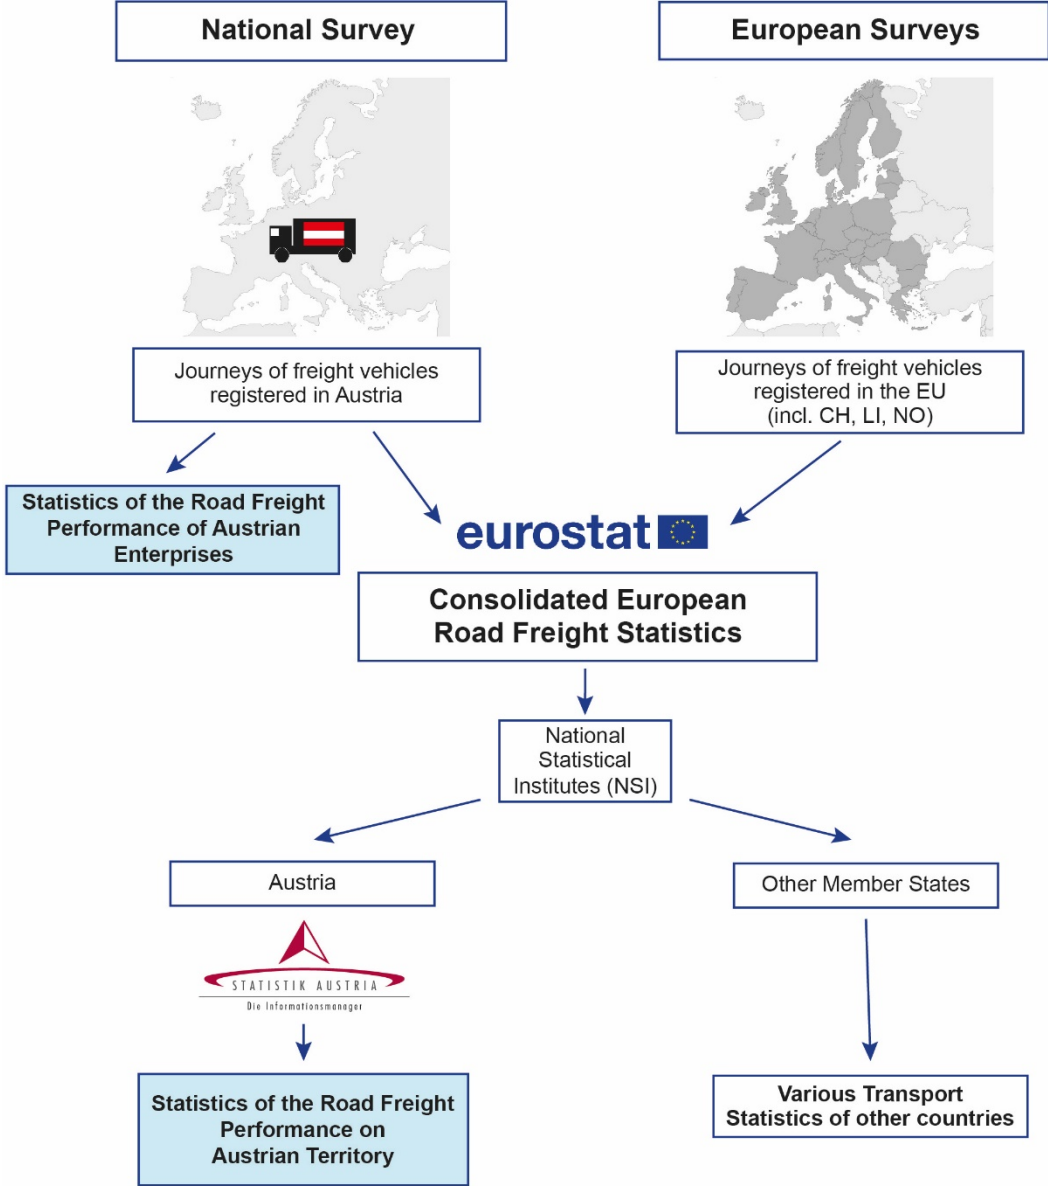 National Survey
European Surveys
Journeys of freight vehicles
registered in Austria
Journeys of freight vehicles
registered in the EU
(incl. CH, LI, NO)
Statistics of the Road Freight
Performance of Austrian
Enterprises
eurostat
Consolidated European
Road Freight Statistics
National
Statistical
Institutes (NSI)
Austria
Other Member States
STATISTIK AUSTRIA
Die Informationsmanager
Statistics of the Road Freight
Performance on
Austrian Territory
Various Transport
Statistics of other countries